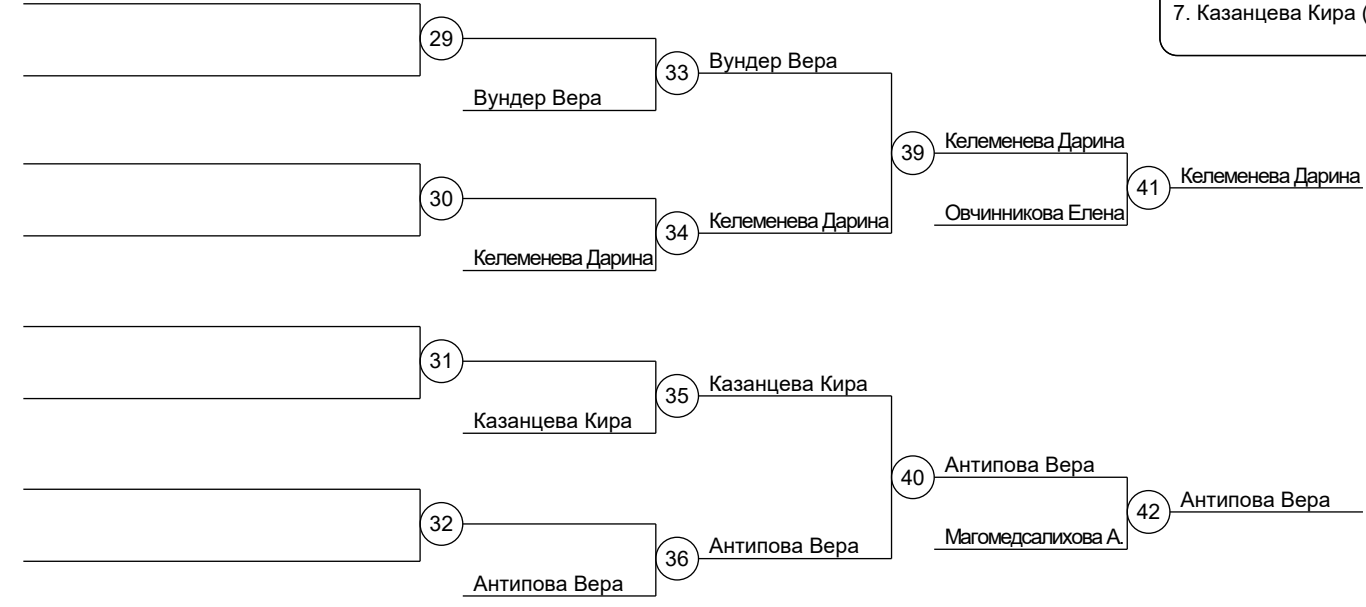 7. Казанцева Кира (
29
33
Вундер Вера
Вундер Вера
39
Келеменева Дарина
30
41
Келеменева Дарина
34
Келеменева Дарина
Овчинникова Елена
Келеменева Дарина
31
35
Казанцева Кира
Казанцева Кира
40
Антипова Вера
32
42
Антипова Вера
36
Антипова Вера
Магомедсалихова А.
Антипова Вера